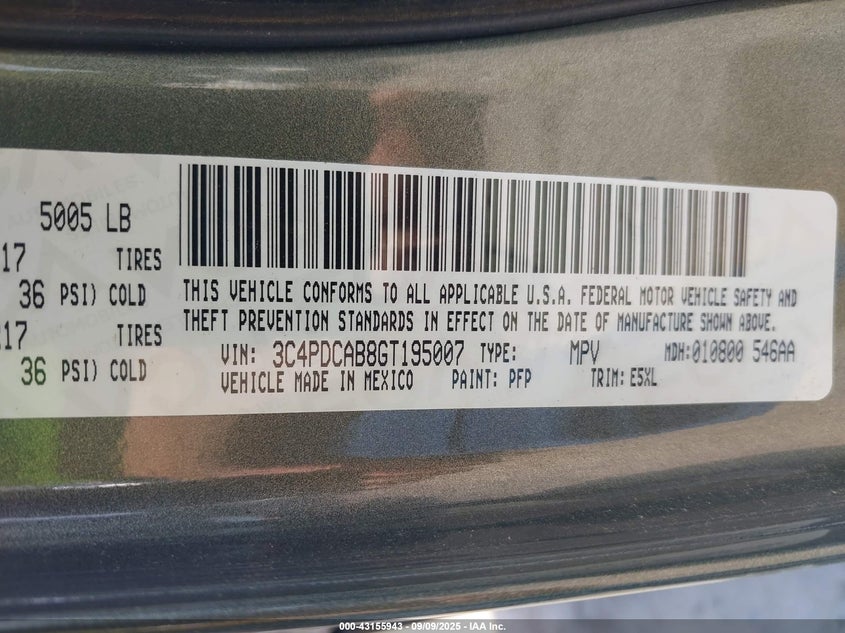 5005 LB
17 TIRES
36 PSI) COLD
17 TIRES
36 PSI) COLD
THIS VEHICLE CONFORMS TO ALL APPLICABLE U.S.A. FEDERAL MOTOR VEHICLE SAFETY AND
THEFT PREVENTION STANDARDS IN EFFECT ON THE DATE OF MANUFACTURE SHOWN ABOVE.
VIN: 3C4PDCAB8GT195007 TYPE: MPV MDH:010800 546AA
VEHICLE MADE IN MEXICO PAINT: PFP TRIM: E5XL
000-43155943 / 09/09/2025 - IAA Inc.